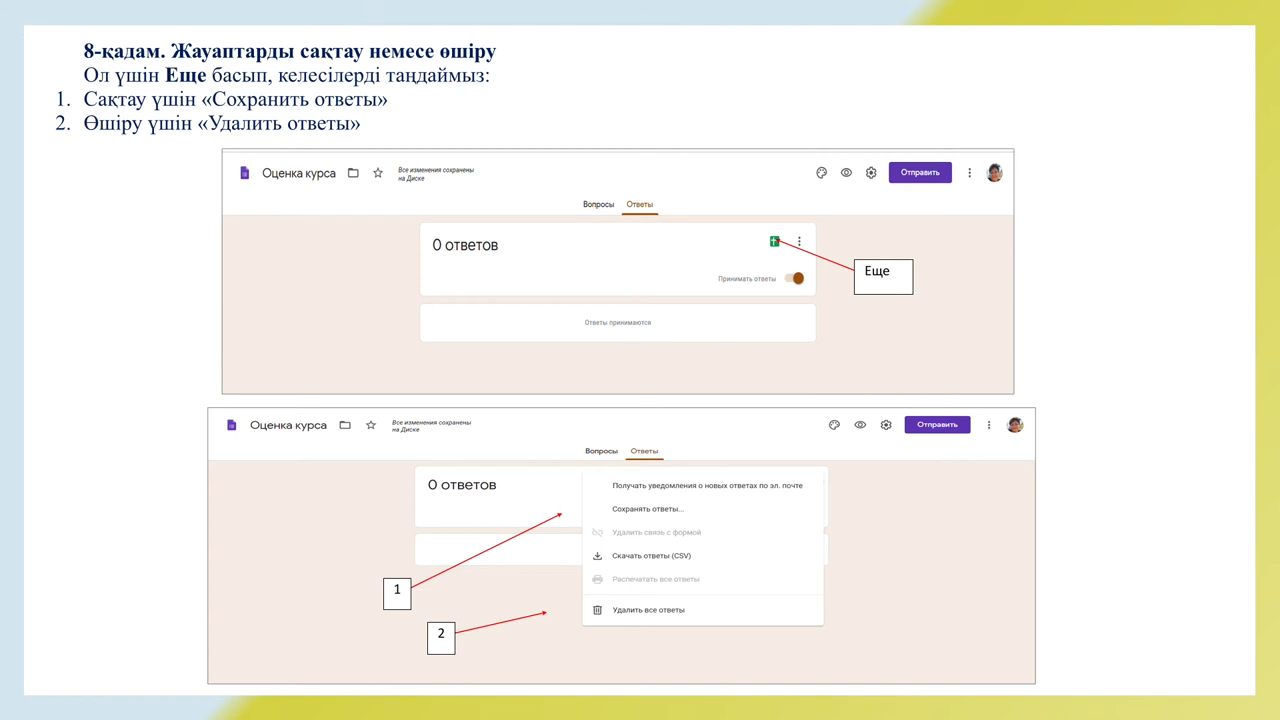 8-қадам. Жауаптарды сақтау немесе өшіру
Ол үшін Еще басып, келесілерді таңдаймыз:
1. Сақтау үшін «Сохранить ответы»
2. Өшіру үшін «Удалить ответы»
Оценка курса
Все изменения сохранены
на Диске
Отправить
Вопросы Ответы
0 ответов
Еще
Принимать ответы
Ответы принимаются
Оценка курса
Все изменения сохранены
на Диске
Отправить
Вопросы Ответы
0 ответов
Получать уведомления о новых ответах по эл. почте
Сохранять ответы...
Удалить связь с формой
Скачать ответы (CSV)
Распечатать все ответы
1
Удалить все ответы
2